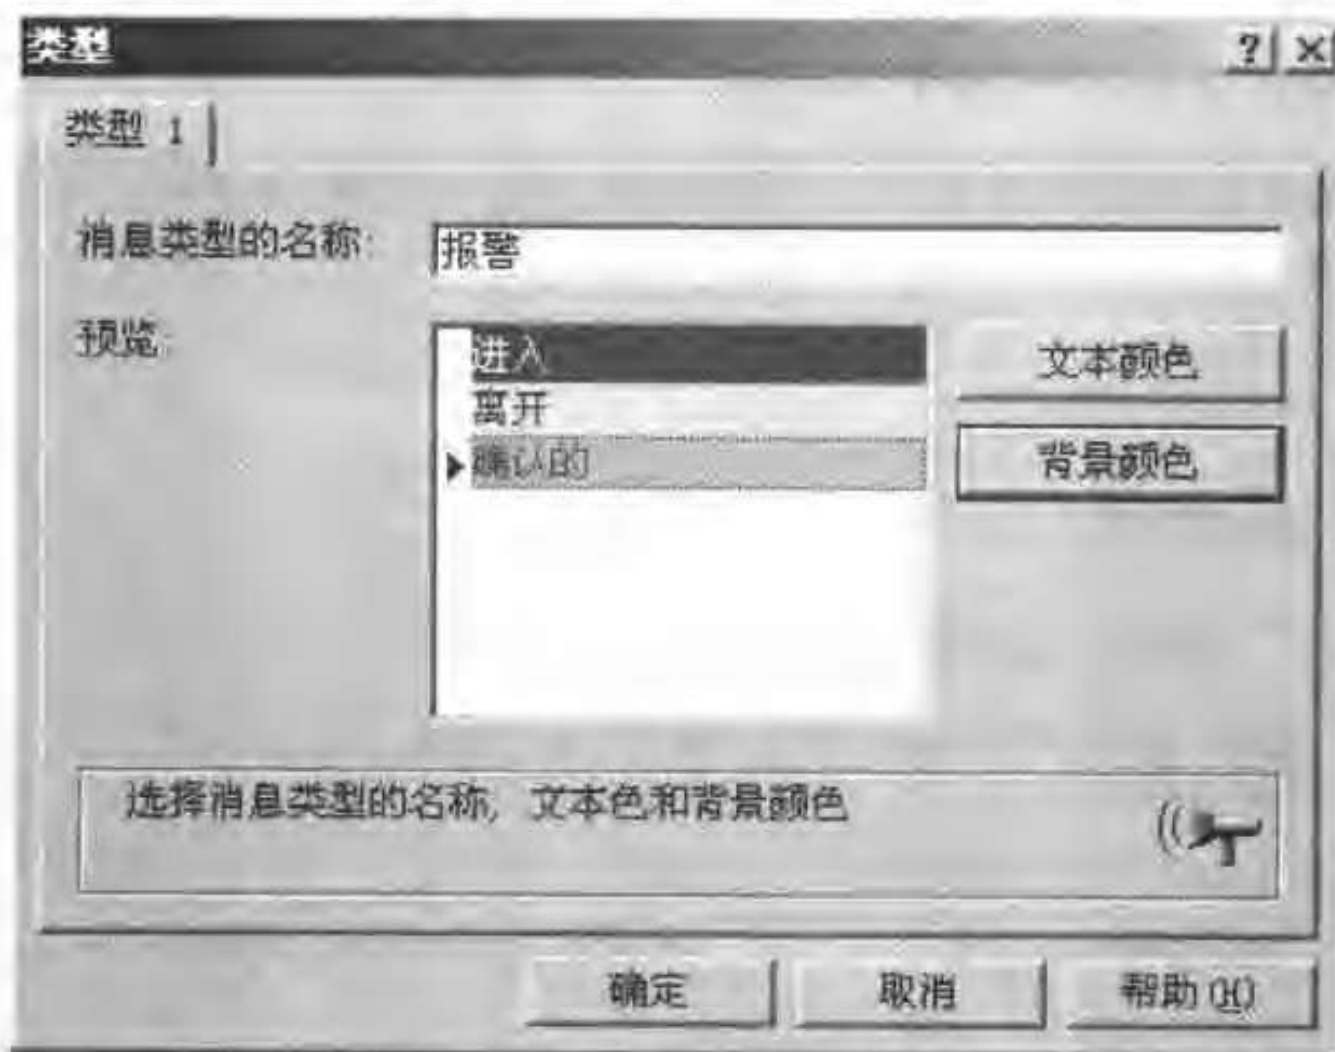 类型
类型 1
消息类型的名称: 报警
预览:
进入
离开
确认的
文本颜色
背景颜色
选择消息类型的名称, 文本色和背景颜色
确定 取消 帮助(H)